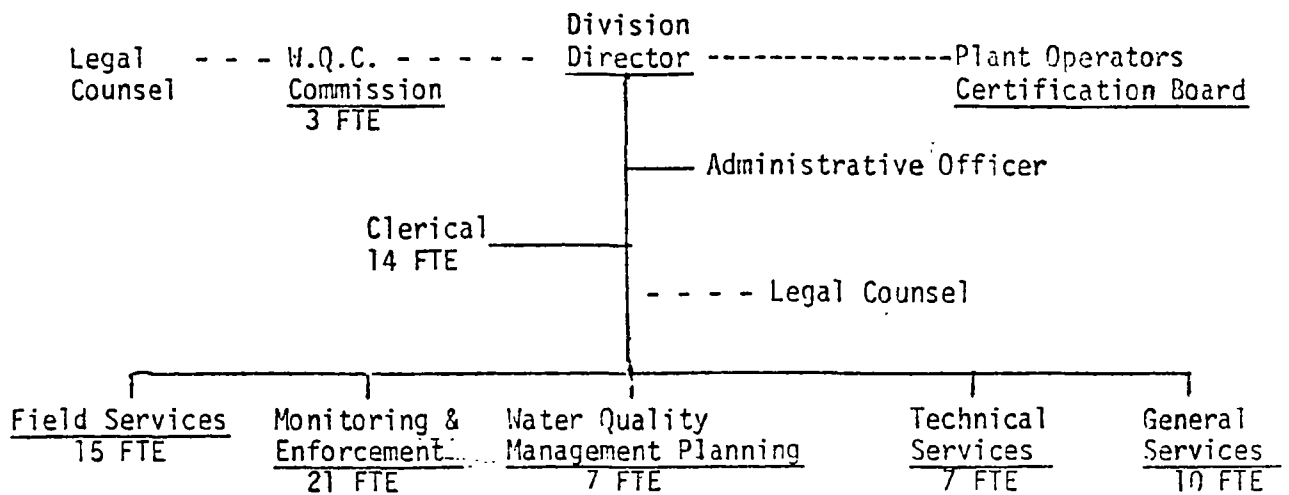 Division
Legal - - - W.Q.C. - - - - - Director ---------------Plant Operators
Counsel Commission Certification Board
3 FTE
Administrative Officer
Clerical
14 FTE
- - - - Legal Counsel
Field Services Monitoring & Water Quality Technical General
15 FTE Enforcement Management Planning Services Services
21 FTE 7 FTE 7 FTE 10 FTE